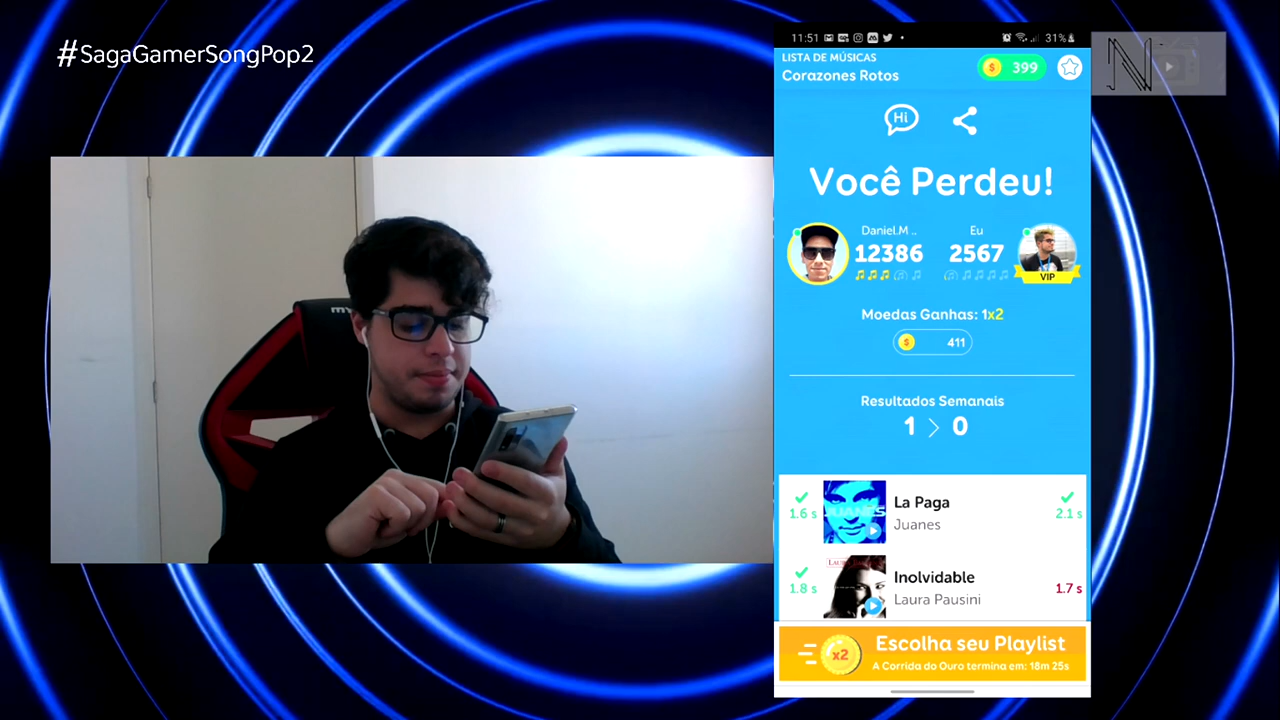 #SagaGamerSongPop2
11:51
31%
LISTA DE MÚSICAS
Corazones Rotos
399
Hi
Você Perdeu!
Daniel.M ..
12386
Eu
2567
VIP
Moedas Ganhas: 1x2
411
Resultados Semanais
1 > 0
1.6 s
JUANES
La Paga
Juanes
2.1 s
1.8 s
Inolvidable
Laura Pausini
1.7 s
x2
Escolha seu Playlist
A Corrida do Ouro termina em: 18m 25s
N